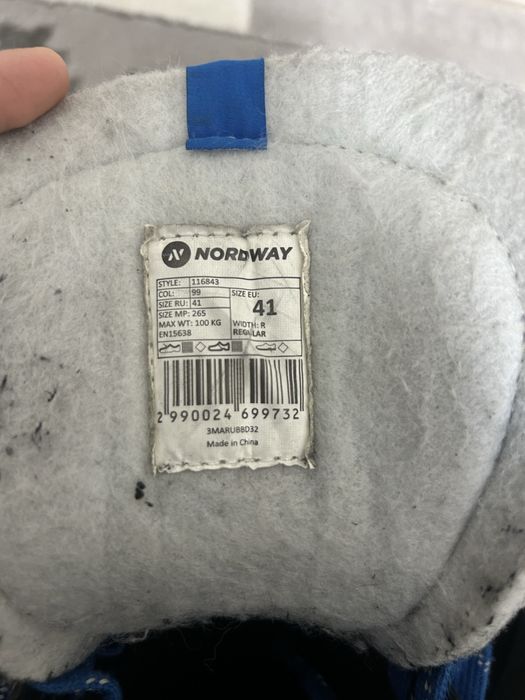 NORDWAY
STYLE: 116843
COL: 99
SIZE RU: 41
SIZE MP: 265
MAX WT: 100 KG
EN15638
SIZE EU:
41
WIDTH: R
REGULAR
2 990024 699732
3MARUBBD32
Made in China